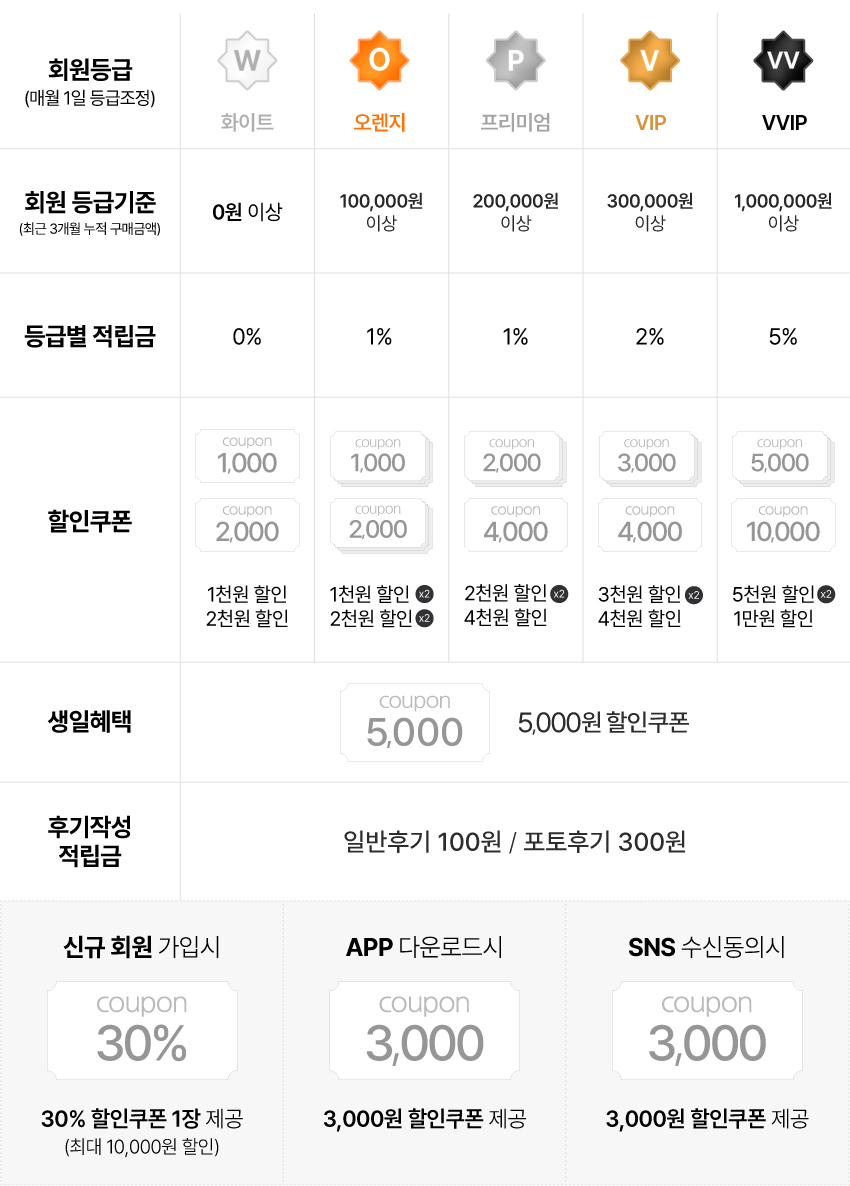 회원등급
(매월 1일 등급조정)
W
화이트
O
오렌지
P
프리미엄
V
VIP
VV
VVIP
회원 등급기준
(최근 3개월 누적 구매금액)
0원 이상
100,000원
이상
200,000원
이상
300,000원
이상
1,000,000원
이상
등급별 적립금
0%
1%
1%
2%
5%
할인쿠폰
coupon
1,000
coupon
2,000
1천원 할인
2천원 할인
coupon
1,000
coupon
2,000
1천원 할인 x2
2천원 할인 x2
coupon
2,000
coupon
4,000
2천원 할인 x2
4천원 할인
coupon
3,000
coupon
4,000
3천원 할인 x2
4천원 할인
coupon
5,000
coupon
10,000
5천원 할인 x2
1만원 할인
생일혜택
coupon
5,000
5,000원 할인쿠폰
후기작성
적립금
일반후기 100원 / 포토후기 300원
신규 회원 가입시
coupon
30%
30% 할인쿠폰 1장 제공
(최대 10,000원 할인)
APP 다운로드시
coupon
3,000
3,000원 할인쿠폰 제공
SNS 수신동의시
coupon
3,000
3,000원 할인쿠폰 제공